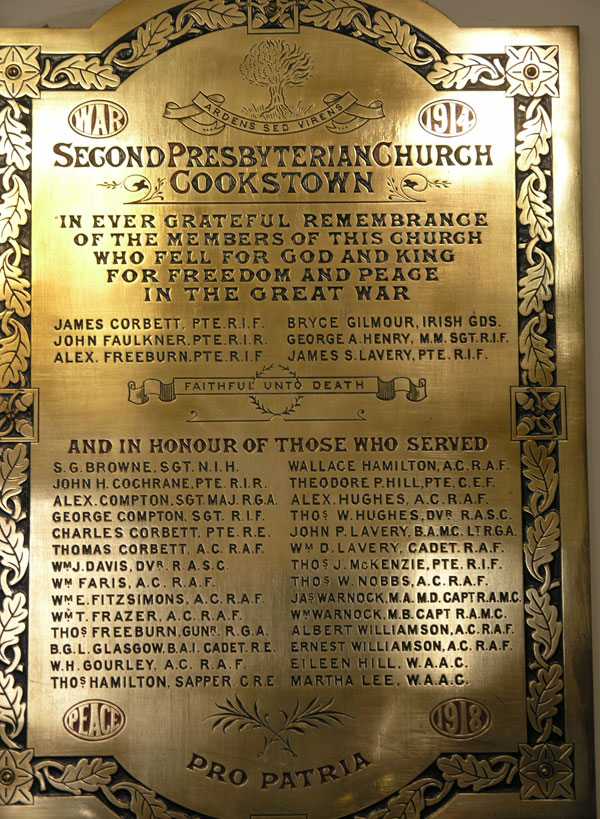 ARDENS SED VIRENS
WAR 1914
SECOND PRESBYTERIAN CHURCH
COOKSTOWN
IN EVER GRATEFUL REMEMBRANCE
OF THE MEMBERS OF THIS CHURCH
WHO FELL FOR GOD AND KING
FOR FREEDOM AND PEACE
IN THE GREAT WAR
JAMES CORBETT, PTE. R.I.F. BRYCE GILMOUR, IRISH GDS.
JOHN FAULKNER, PTE. R.I.R. GEORGE A. HENRY, M.M. SGT. R.I.F.
ALEX. FREEBURN, PTE. R.I.F. JAMES S. LAVERY, PTE. R.I.F.
FAITHFUL UNTO DEATH
AND IN HONOUR OF THOSE WHO SERVED
S.G. BROWNE, SGT. N.I.H. WALLACE HAMILTON, A.C. R.A.F.
JOHN H. COCHRANE, PTE. R.I.R. THEODORE P. HILL, PTE. C.E.F.
ALEX. COMPTON, SGT. MAJ. R.G.A. ALEX. HUGHES, A.C. R.A.F.
GEORGE COMPTON, SGT. R.I.F. THOS W. HUGHES, DVR R.A.S.C.
CHARLES CORBETT, PTE. R.E. JOHN P. LAVERY, B.A. M.C. LT R.G.A.
THOMAS CORBETT, A.C. R.A.F. WM D. LAVERY, CADET. R.A.F.
WM J. DAVIS, DVR. R.A.S.C. THOS J. McKENZIE, PTE. R.I.F.
WM FARIS, A.C. R.A.F. THOS W. NOBBS, A.C. R.A.F.
WM E. FITZSIMONS, A.C. R.A.F. JAS WARNOCK, M.A. M.D. CAPT R.A.M.C.
WM T. FRAZER, A.C. R.A.F. WM WARNOCK, M.B. CAPT R.A.M.C.
THOS FREEBURN, GUNR. R.G.A. ALBERT WILLIAMSON, A.C. R.A.F.
B.G.L. GLASGOW, B.A.I. CADET. R.E. ERNEST WILLIAMSON, A.C. R.A.F.
W.H. GOURLEY, A.C. R.A.F. EILEEN HILL, W.A.A.C.
THOS HAMILTON, SAPPER, C.R.E. MARTHA LEE, W.A.A.C.
PEACE 1918
PRO PATRIA